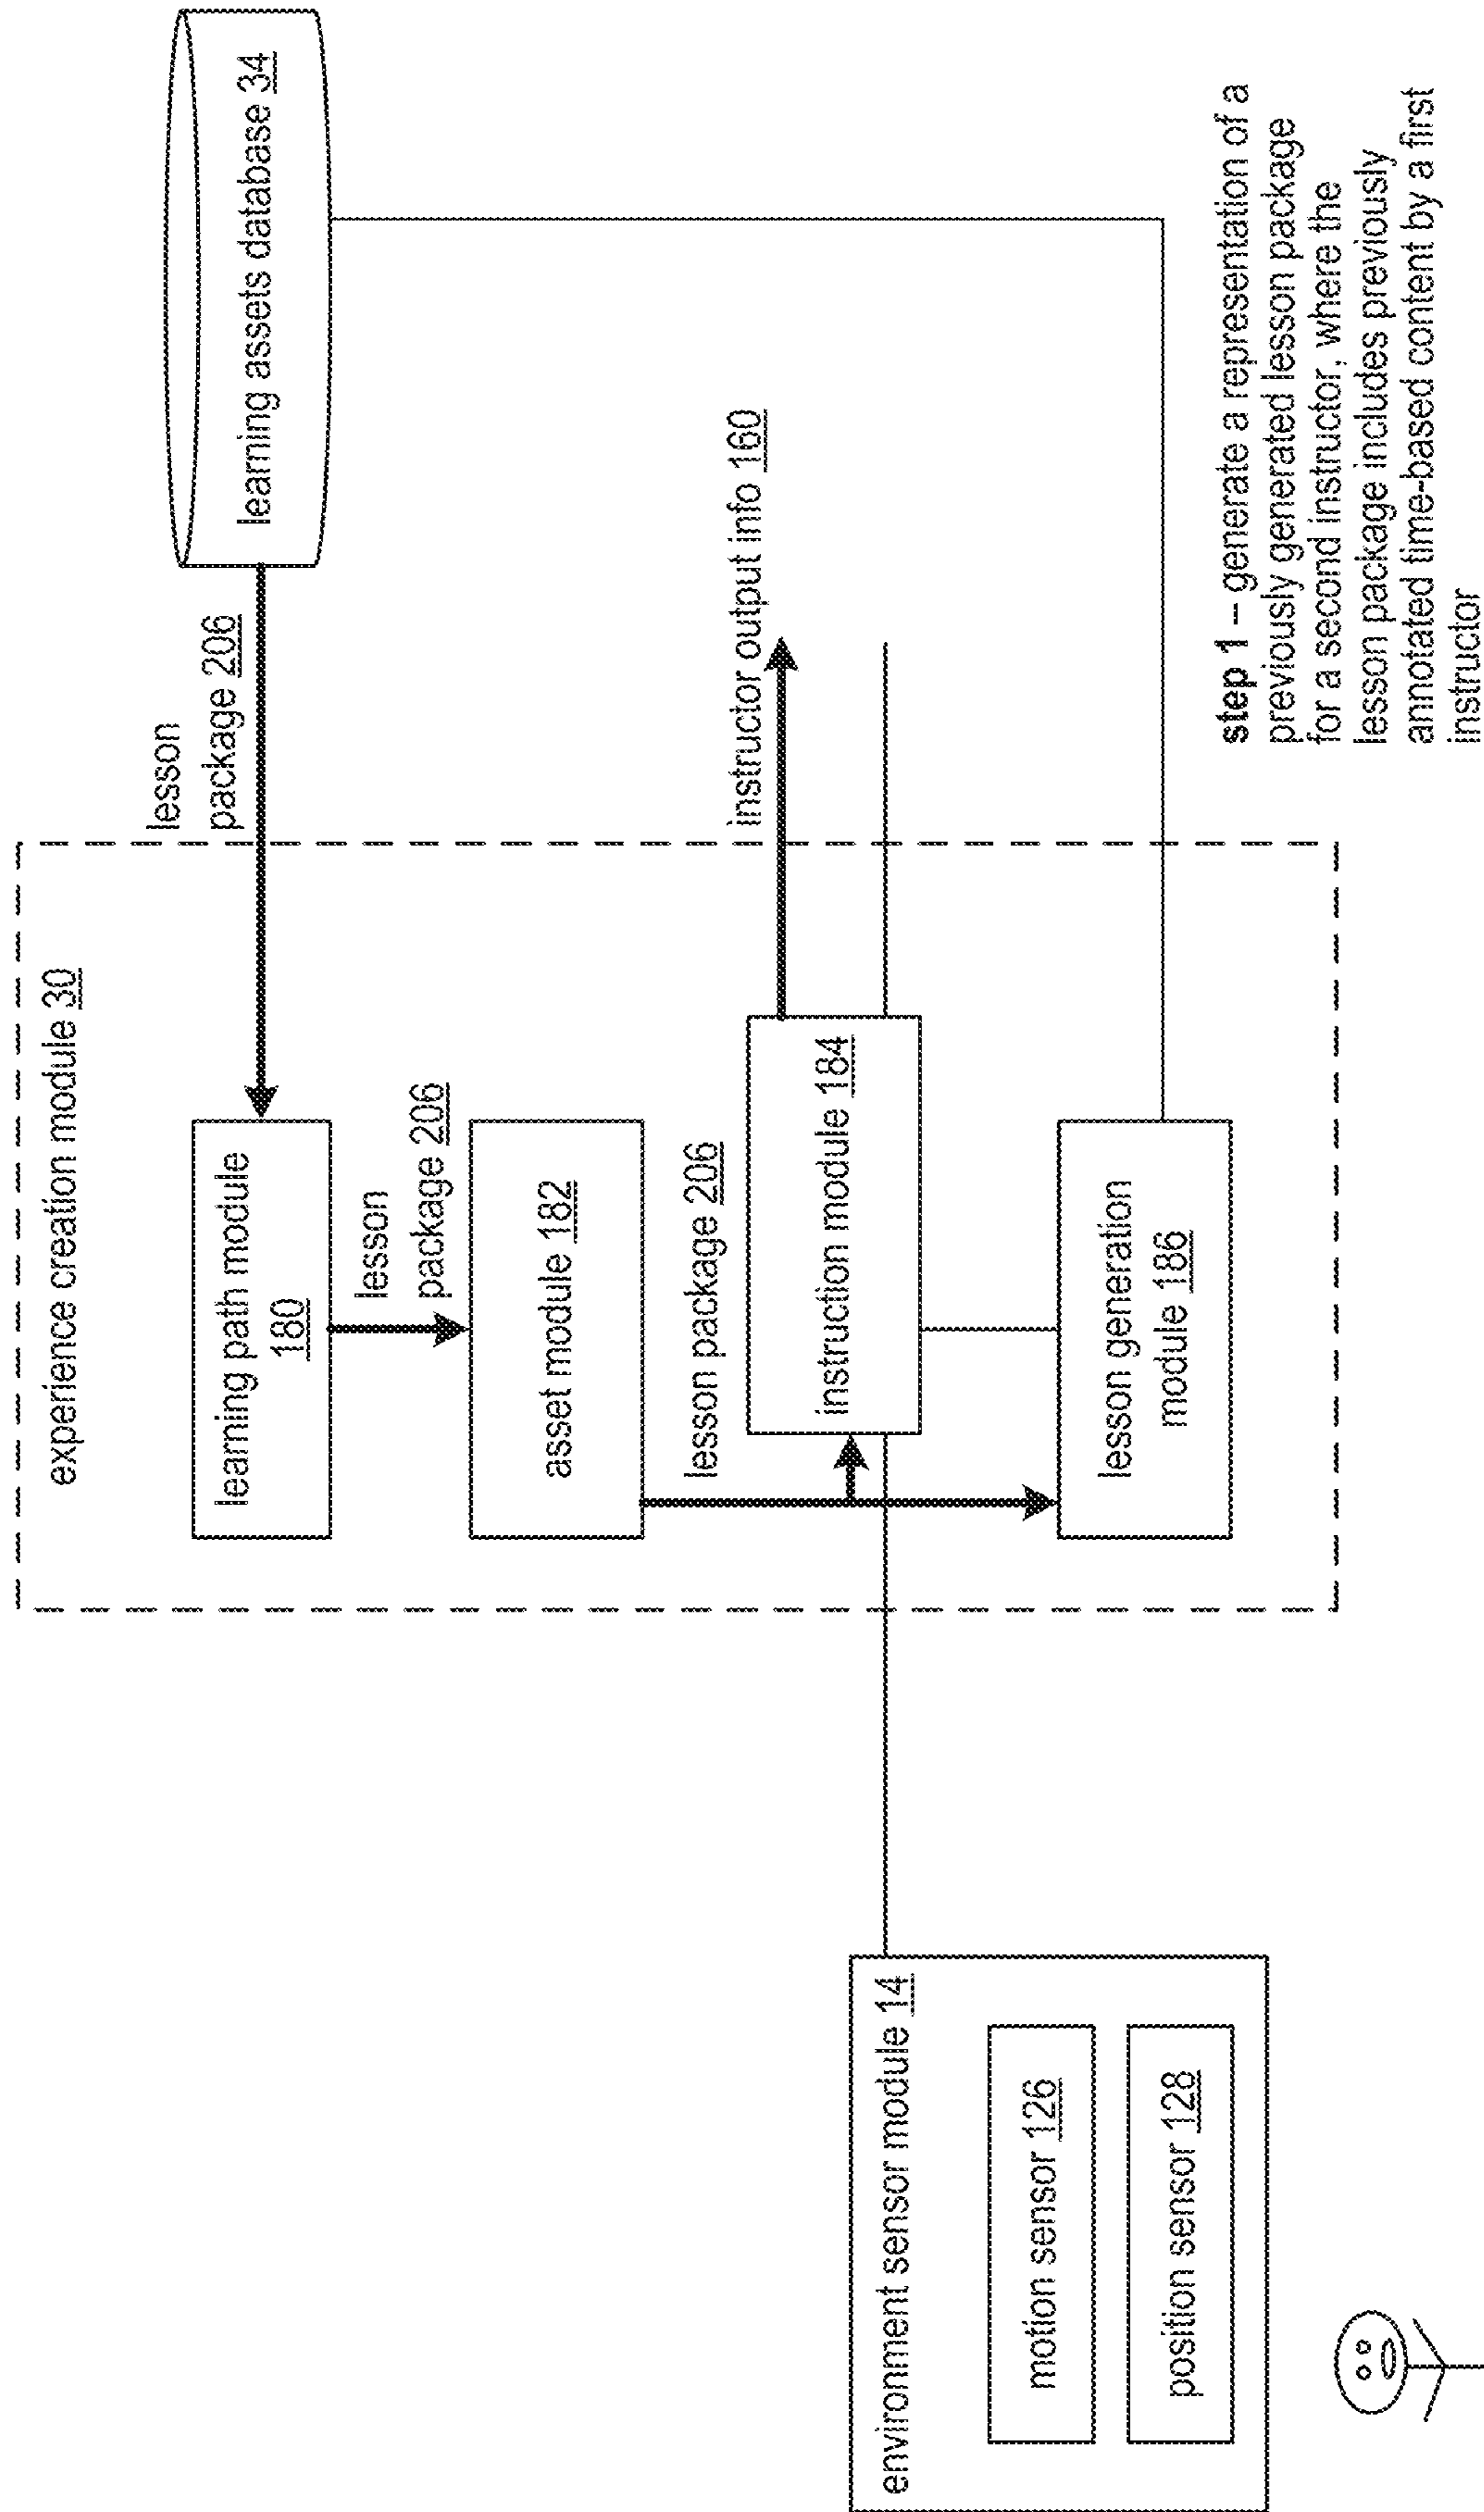 experience creation module 30
learning assets database 34
lesson
package 206
learning path module
180
lesson
package 206
asset module 182
lesson package 206
instructor output info 160
instruction module 184
lesson generation
module 186
environment sensor module 14
motion sensor 126
position sensor 128
step 1 – generate a representation of a
previously generated lesson package
for a second instructor, where the
lesson package includes previously
annotated time-based content by a first
instructor